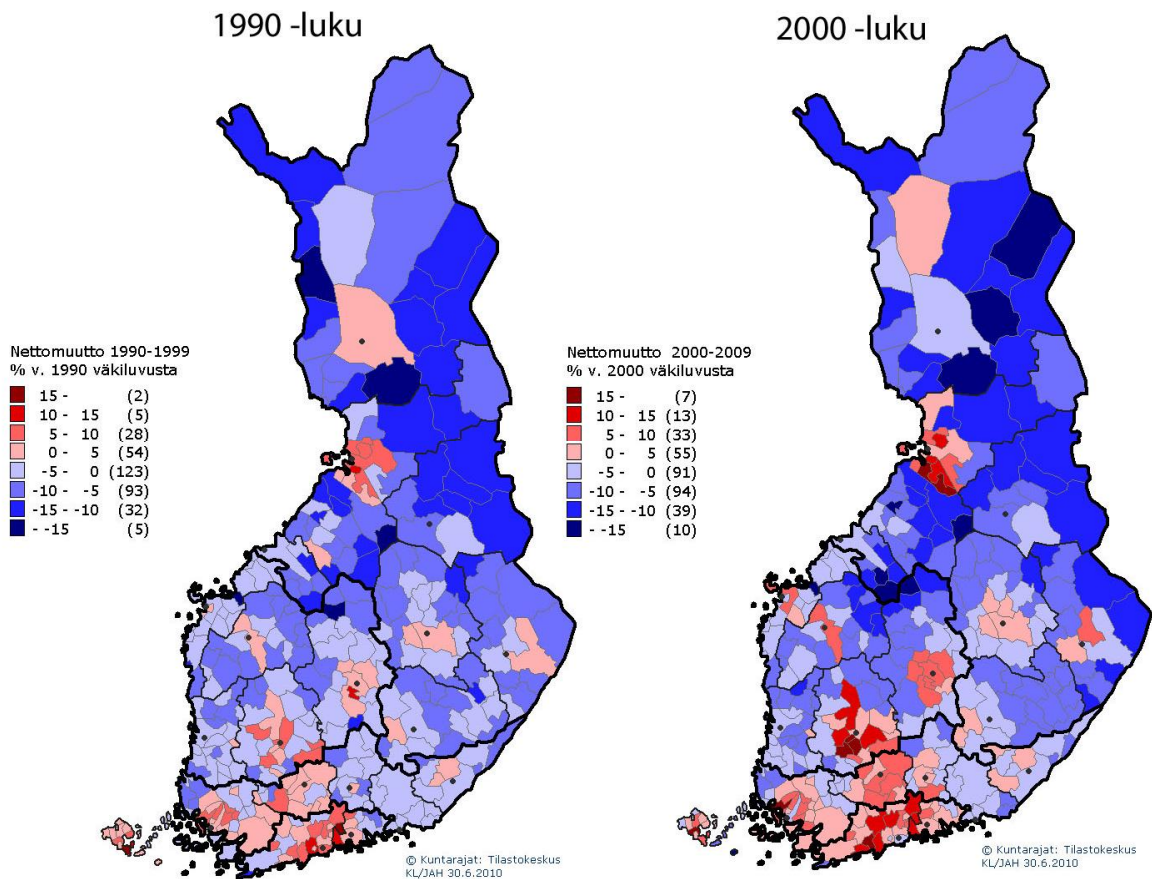 1990 -luku
2000 -luku
Nettomuutto 1990-1999
% v. 1990 väkiluvusta
15 - (2)
10 - 15 (5)
5 - 10 (28)
0 - 5 (54)
-5 - 0 (123)
-10 - -5 (93)
-15 - -10 (32)
- -15 (5)
Nettomuutto 2000-2009
% v. 2000 väkiluvusta
15 - (7)
10 - 15 (13)
5 - 10 (33)
0 - 5 (55)
-5 - 0 (91)
-10 - -5 (94)
-15 - -10 (39)
- -15 (10)
© Kuntarajat: Tilastokeskus
KL/JAH 30.6.2010
© Kuntarajat: Tilastokeskus
KL/JAH 30.6.2010